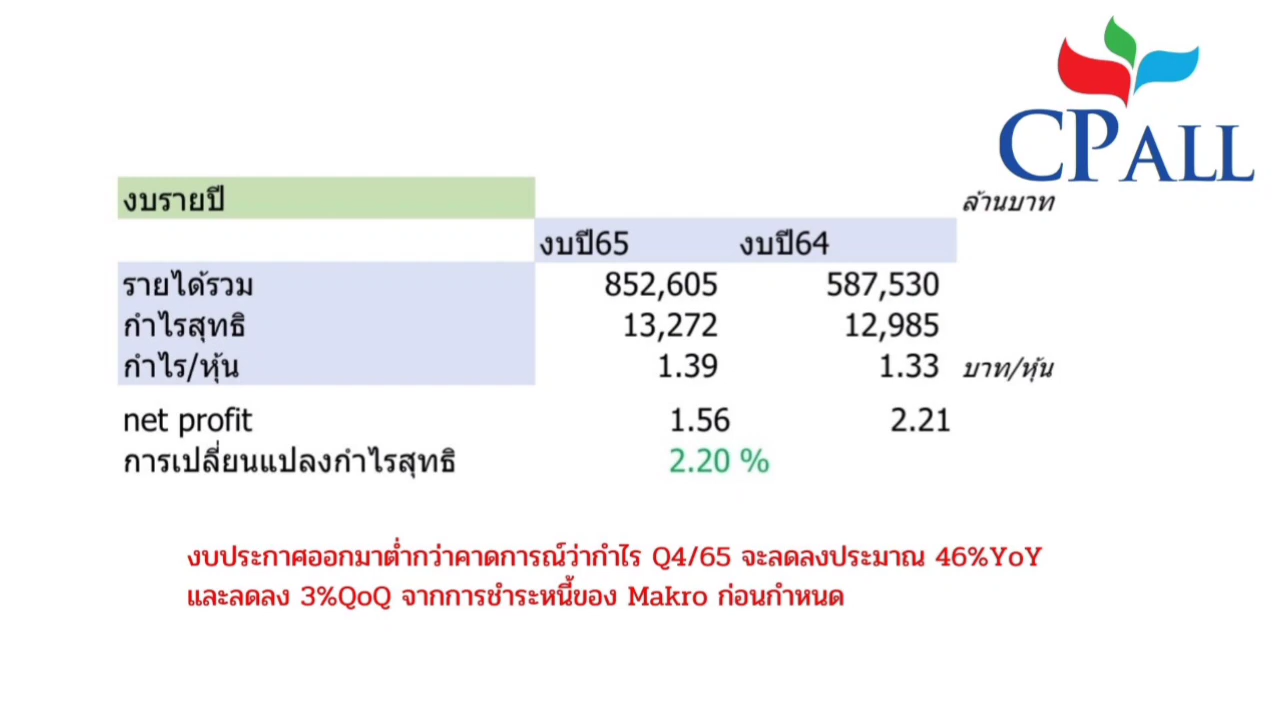 CPALL
งบรายปี ล้านบาท
งบปี65 งบปี64
รายได้รวม 852,605 587,530
กำไรสุทธิ 13,272 12,985
กำไร/หุ้น 1.39 1.33 บาท/หุ้น
net profit 1.56 2.21
การเปลี่ยนแปลงกำไรสุทธิ 2.20 %
งบประกาศออกมาต่ำกว่าคาดการณ์ว่ากำไร Q4/65 จะลดลงประมาณ 46%YoY
และลดลง 3%QoQ จากการชำระหนี้ของ Makro ก่อนกำหนด